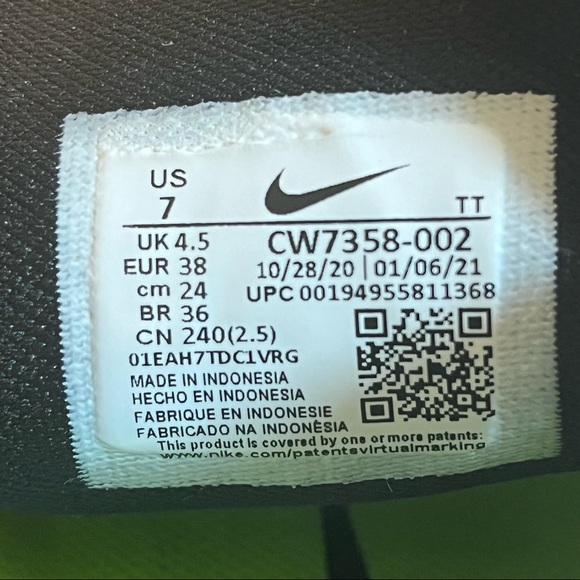 US
7
TT
UK 4.5
CW7358-002
EUR 38
10/28/20 | 01/06/21
cm 24
UPC 00194955811368
BR 36
CN 240(2.5)
01EAH7TDC1VRG
MADE IN INDONESIA
HECHO EN INDONESIA
FABRIQUE EN INDONESIE
FABRICADO NA INDONÈSIA
This product is covered by one or more patents:
www.nike.com/patentsvirtualmarking